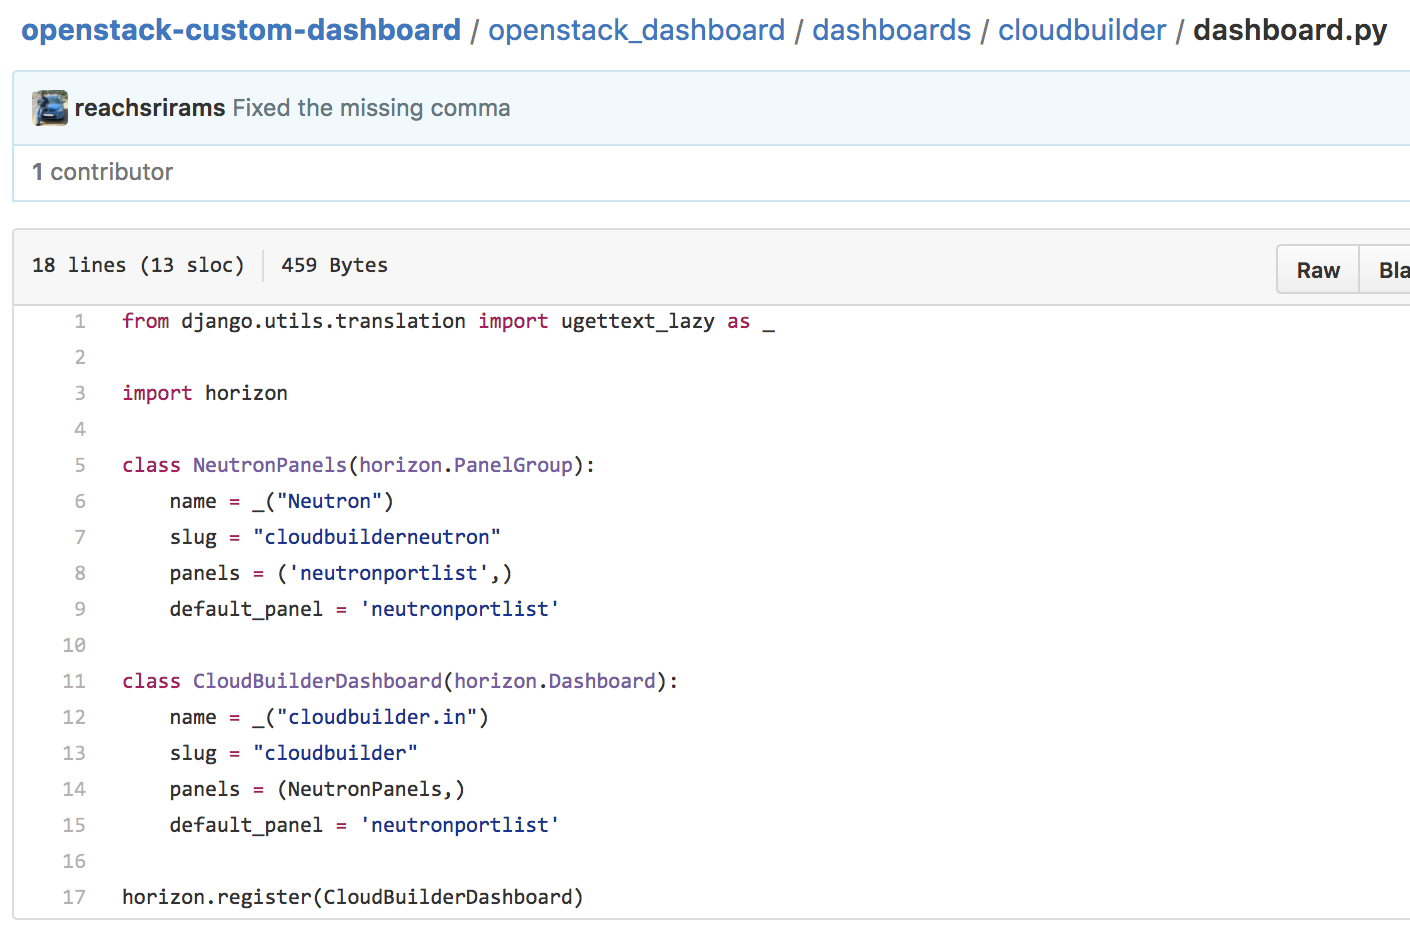 openstack-custom-dashboard / openstack_dashboard / dashboards / cloudbuilder / dashboard.py
reachsrirams Fixed the missing comma
1 contributor
18 lines (13 sloc) 459 Bytes
Raw Bla
1 from django.utils.translation import ugettext_lazy as _
2
3 import horizon
4
5 class NeutronPanels(horizon.PanelGroup):
6     name = _("Neutron")
7     slug = "cloudbuilderneutron"
8     panels = ('neutronportlist',)
9     default_panel = 'neutronportlist'
10
11 class CloudBuilderDashboard(horizon.Dashboard):
12     name = _("cloudbuilder.in")
13     slug = "cloudbuilder"
14     panels = (NeutronPanels,)
15     default_panel = 'neutronportlist'
16
17 horizon.register(CloudBuilderDashboard)